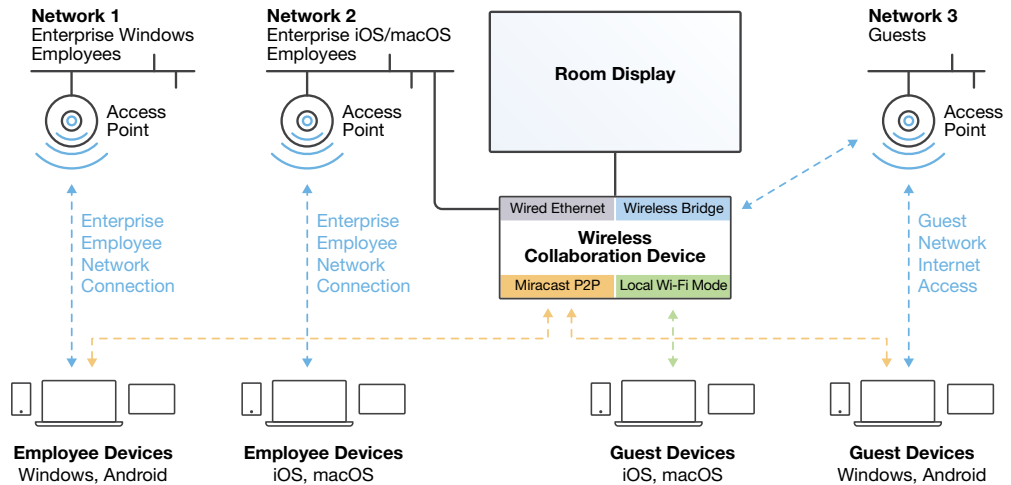 Network 1
Enterprise Windows
Employees
Network 2
Enterprise iOS/macOS
Employees
Network 3
Guests
Room Display
Access
Point
Access
Point
Access
Point
Wired Ethernet
Wireless Bridge
Wireless
Collaboration Device
Miracast P2P
Local Wi-Fi Mode
Enterprise
Employee
Network
Connection
Enterprise
Employee
Network
Connection
Guest
Network
Internet
Access
Employee Devices
Windows, Android
Employee Devices
iOS, macOS
Guest Devices
iOS, macOS
Guest Devices
Windows, Android